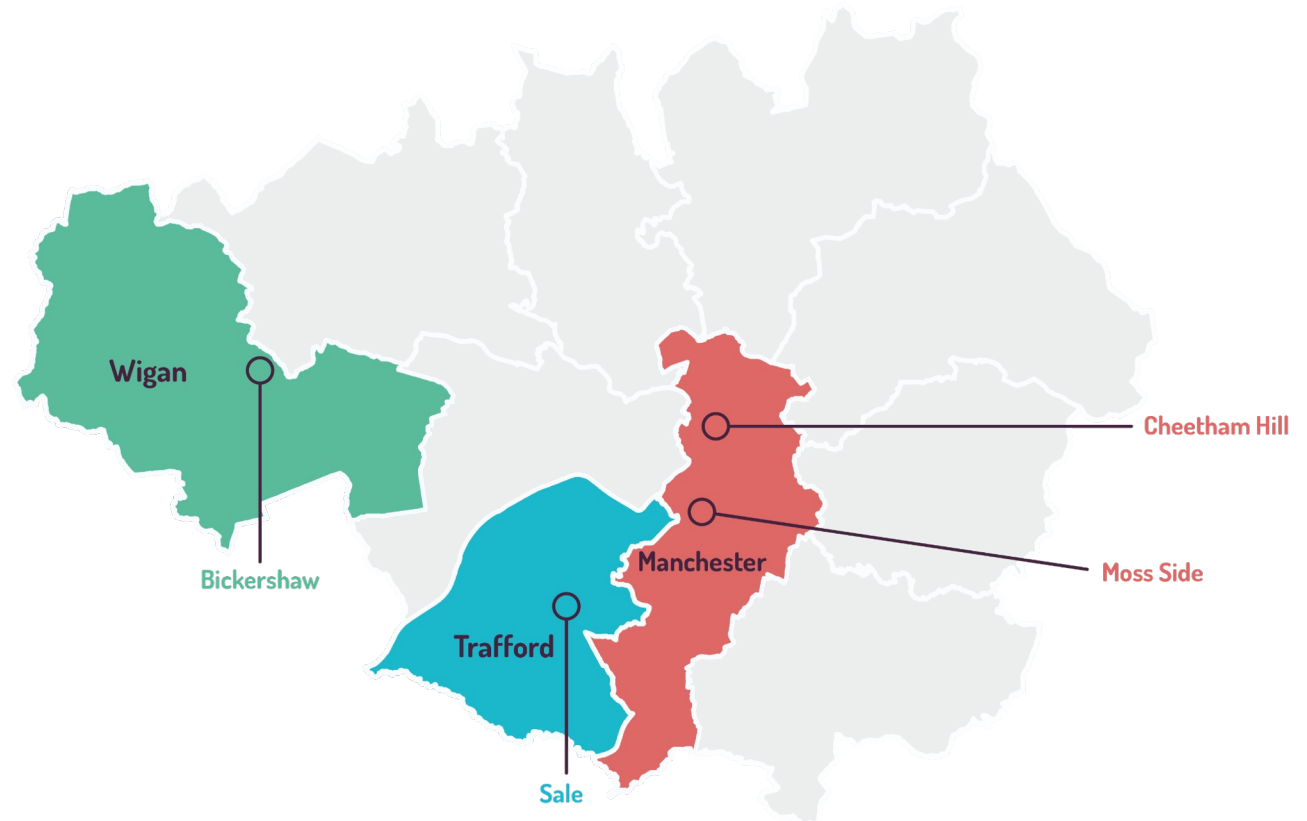 Wigan
Cheetham Hill
Manchester
Moss Side
Bickershaw
Trafford
Sale